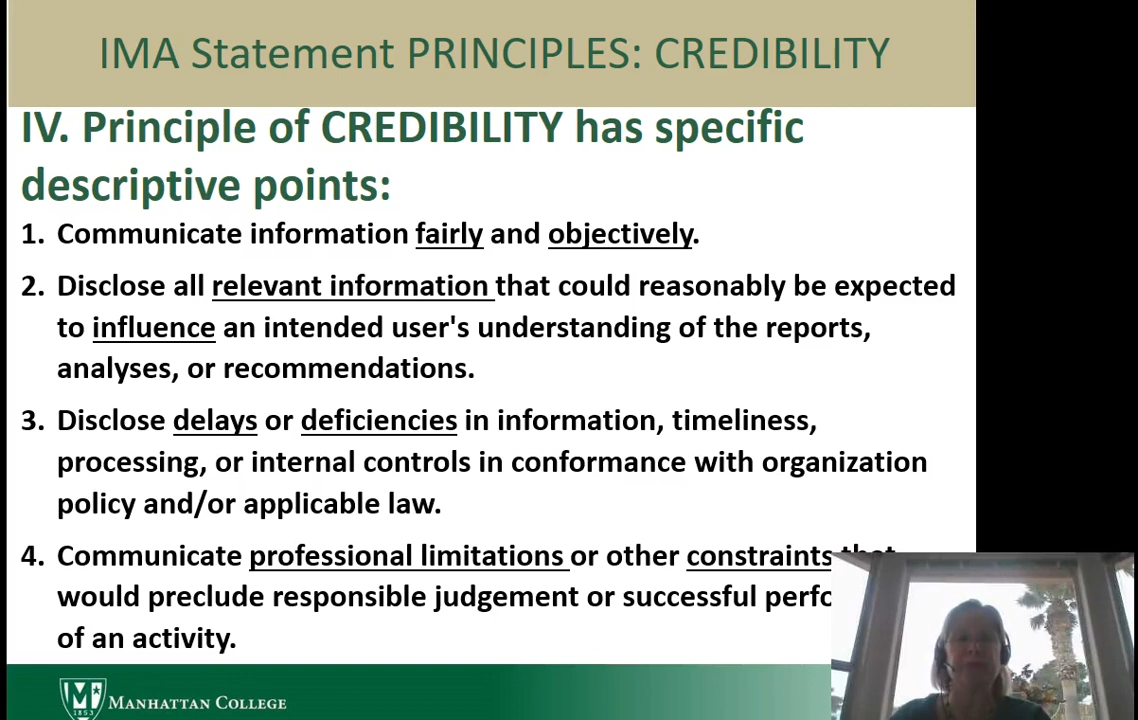 IMA Statement PRINCIPLES: CREDIBILITY
IV. Principle of CREDIBILITY has specific
descriptive points:
1. Communicate information fairly and objectively.
2. Disclose all relevant information that could reasonably be expected
to influence an intended user's understanding of the reports,
analyses, or recommendations.
3. Disclose delays or deficiencies in information, timeliness,
processing, or internal controls in conformance with organization
policy and/or applicable law.
4. Communicate professional limitations or other constraints that
would preclude responsible judgement or successful perfo
of an activity.
1853
MANHATTAN COLLEGE